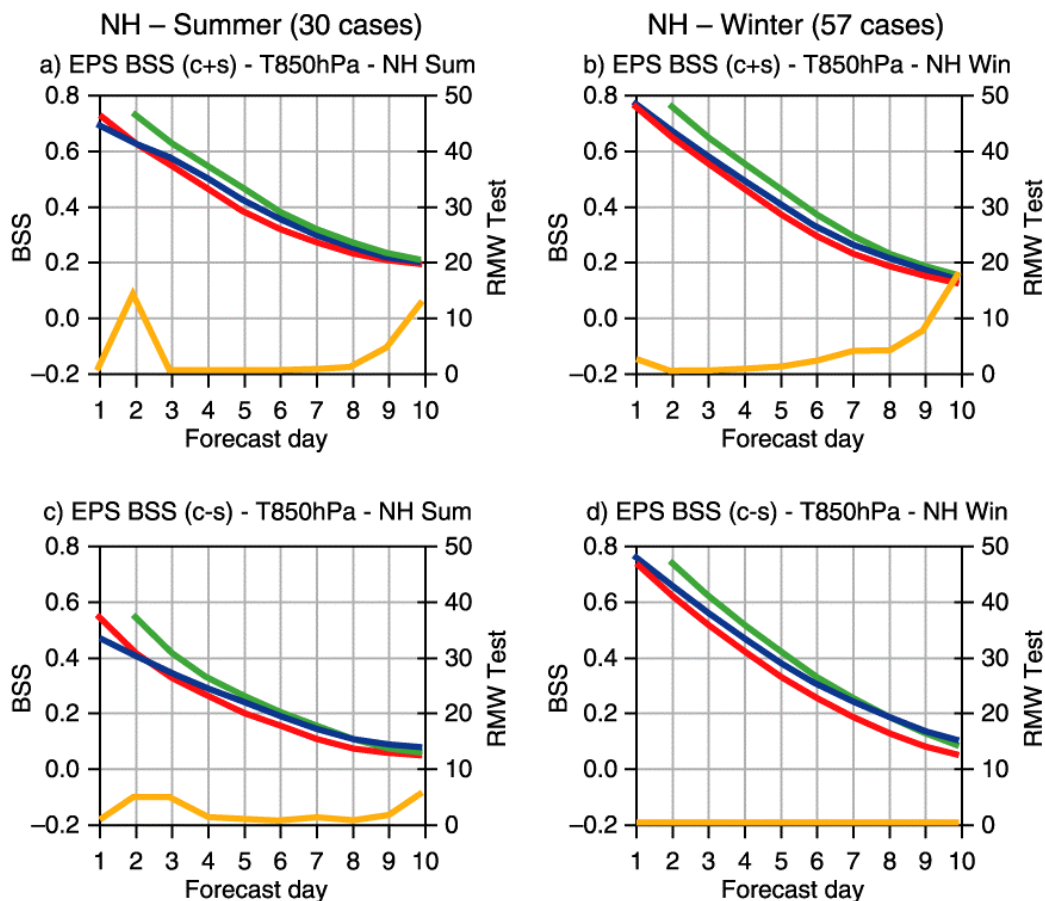 NH – Summer (30 cases)
NH – Winter (57 cases)
a) EPS BSS (c+s) - T850hPa - NH Sum
0.8
0.6
0.4
0.2
0.0
–0.2
BSS
50
40
30
20
10
0
RMW Test
1 2 3 4 5 6 7 8 9 10
Forecast day
b) EPS BSS (c+s) - T850hPa - NH Win
0.8
0.6
0.4
0.2
0.0
–0.2
BSS
50
40
30
20
10
0
RMW Test
1 2 3 4 5 6 7 8 9 10
Forecast day
c) EPS BSS (c-s) - T850hPa - NH Sum
0.8
0.6
0.4
0.2
0.0
–0.2
BSS
50
40
30
20
10
0
RMW Test
1 2 3 4 5 6 7 8 9 10
Forecast day
d) EPS BSS (c-s) - T850hPa - NH Win
0.8
0.6
0.4
0.2
0.0
–0.2
BSS
50
40
30
20
10
0
RMW Test
1 2 3 4 5 6 7 8 9 10
Forecast day